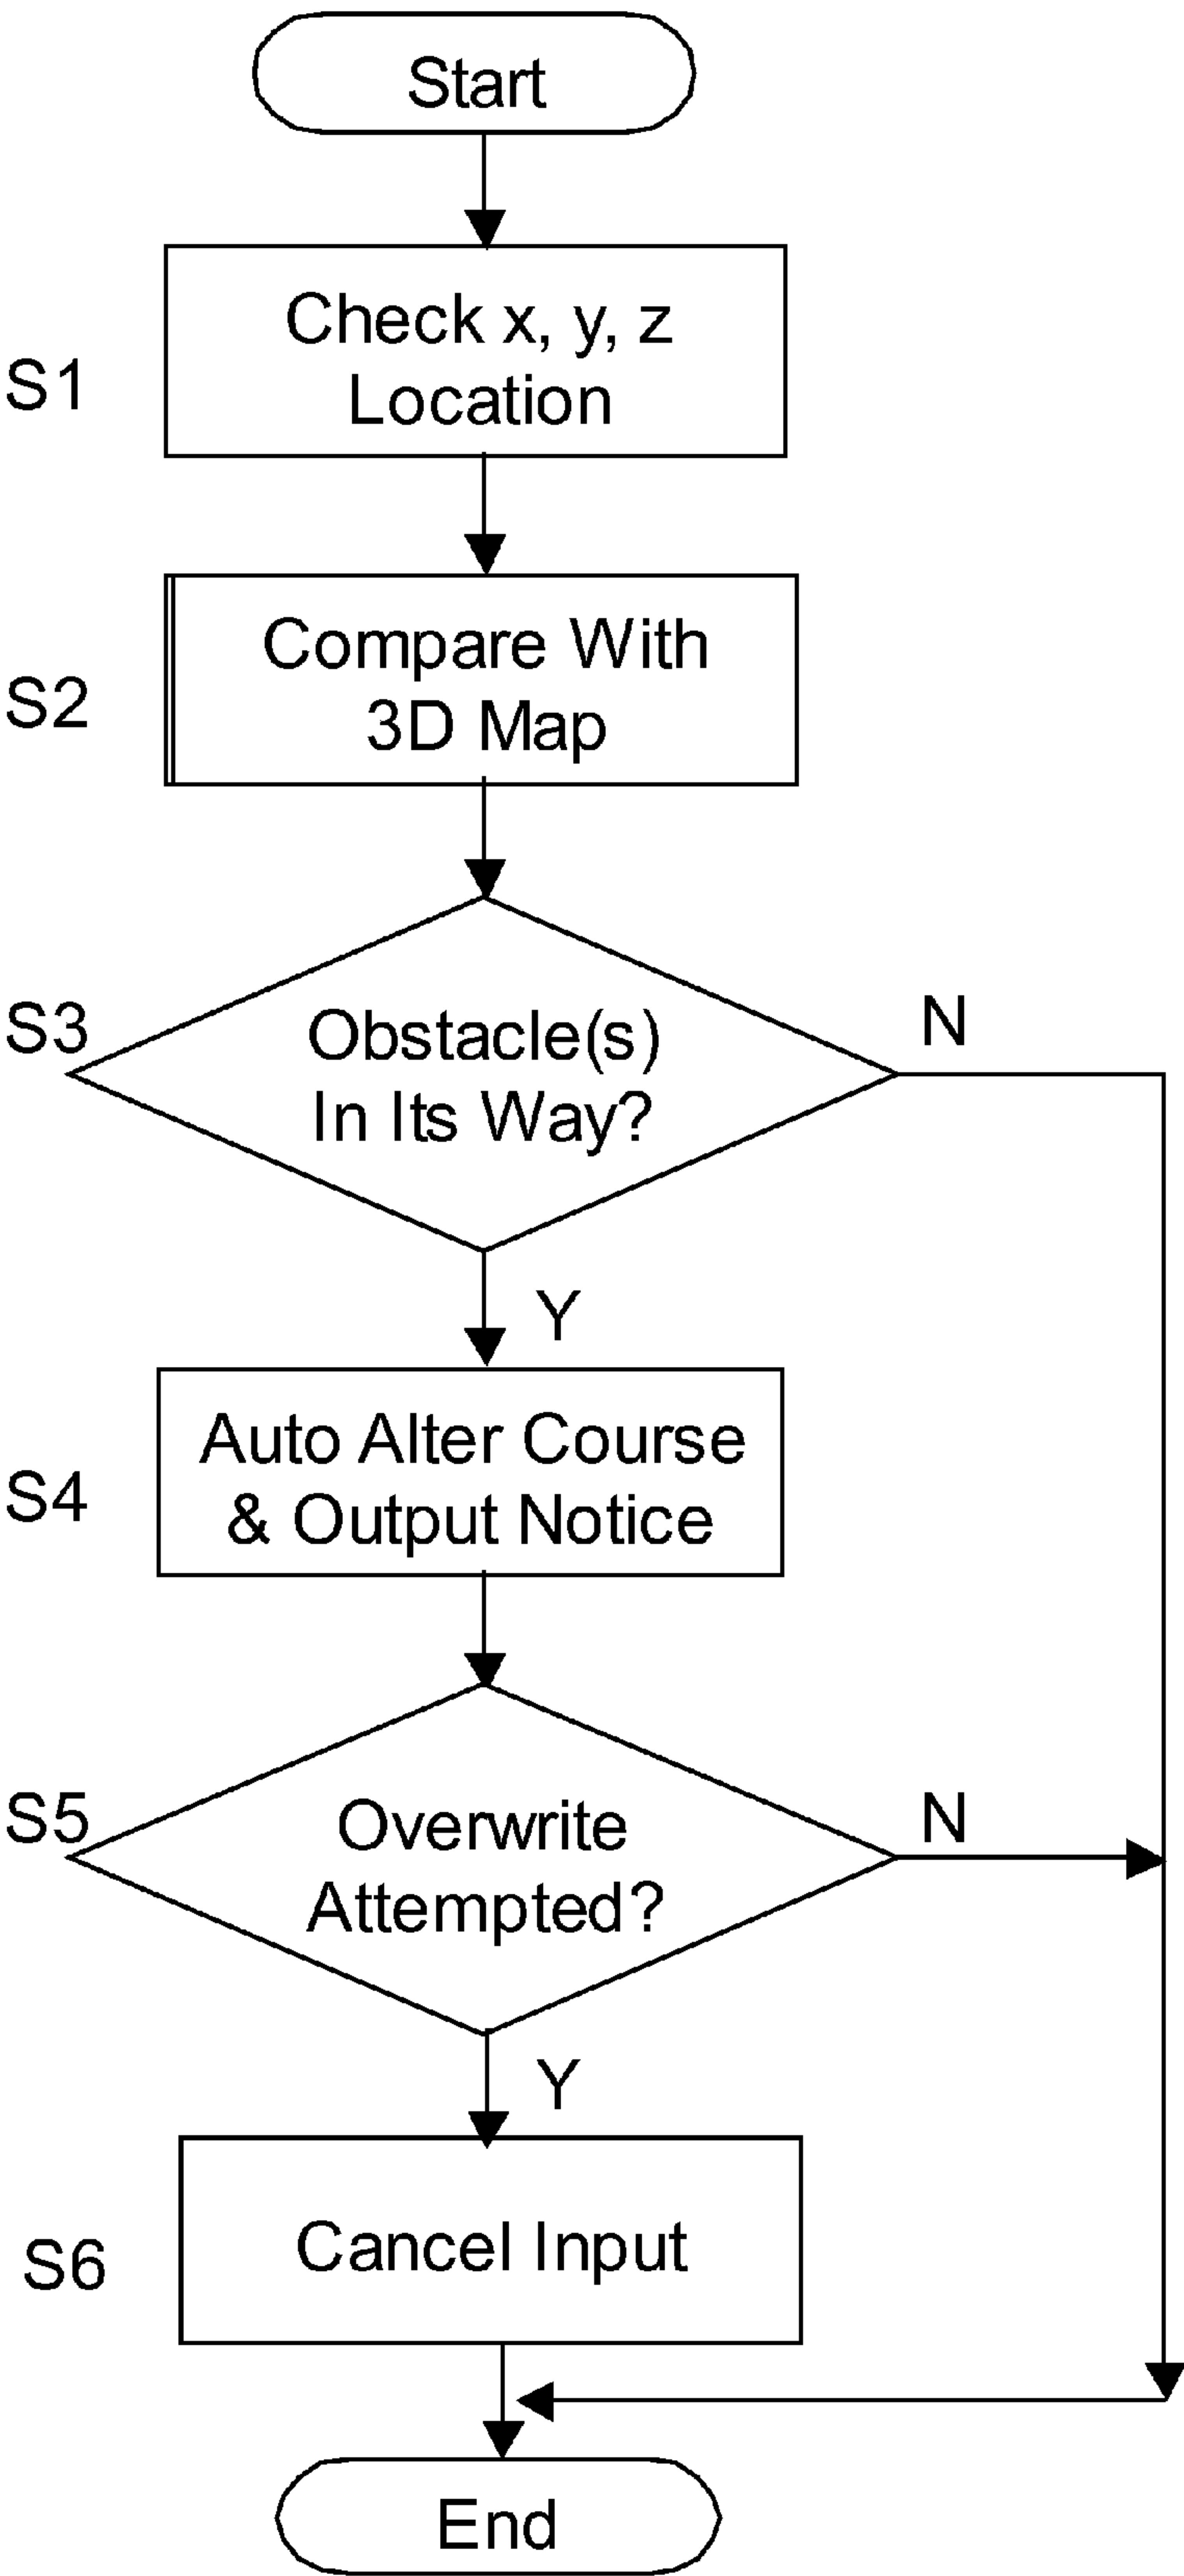 Start
Check x, y, z
Location
S1
Compare With
3D Map
S2
S3
Obstacle(s)
In Its Way?
N
Y
Auto Alter Course
& Output Notice
S4
S5
Overwrite
Attempted?
N
Y
Cancel Input
S6
End